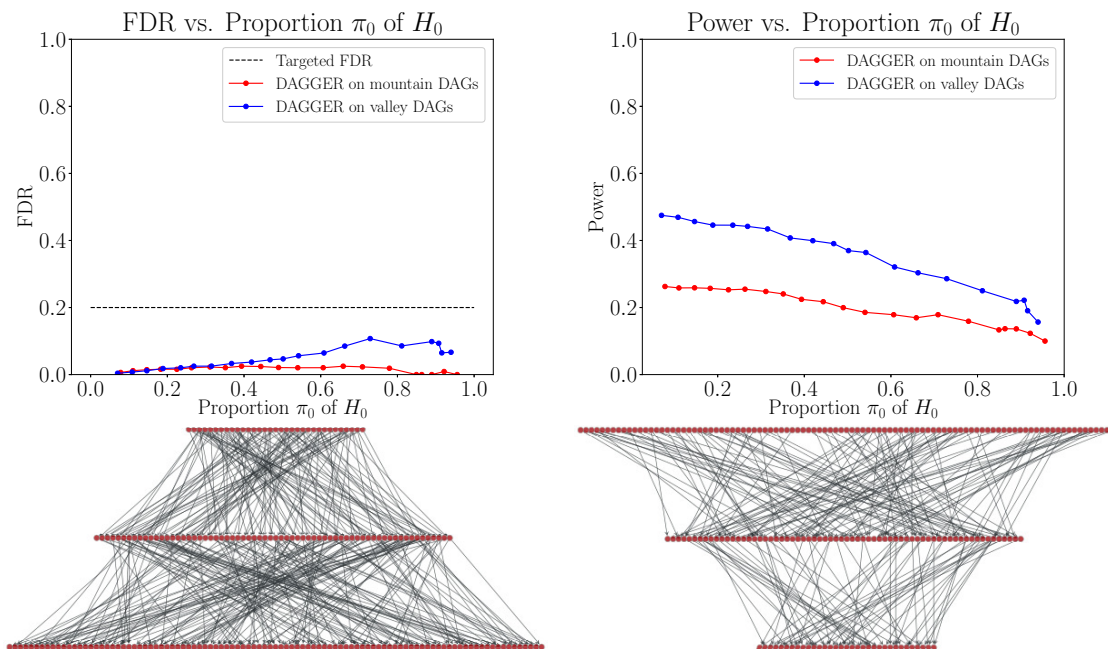 FDR vs. Proportion π₀ of H₀
1.0
0.8
0.6
0.4
0.2
0.0
FDR
Targeted FDR
DAGGER on mountain DAGs
DAGGER on valley DAGs
0.0 0.2 0.4 0.6 0.8 1.0
Proportion π₀ of H₀
Power vs. Proportion π₀ of H₀
1.0
0.8
0.6
0.4
0.2
0.0
Power
DAGGER on mountain DAGs
DAGGER on valley DAGs
0.2 0.4 0.6 0.8 1.0
Proportion π₀ of H₀